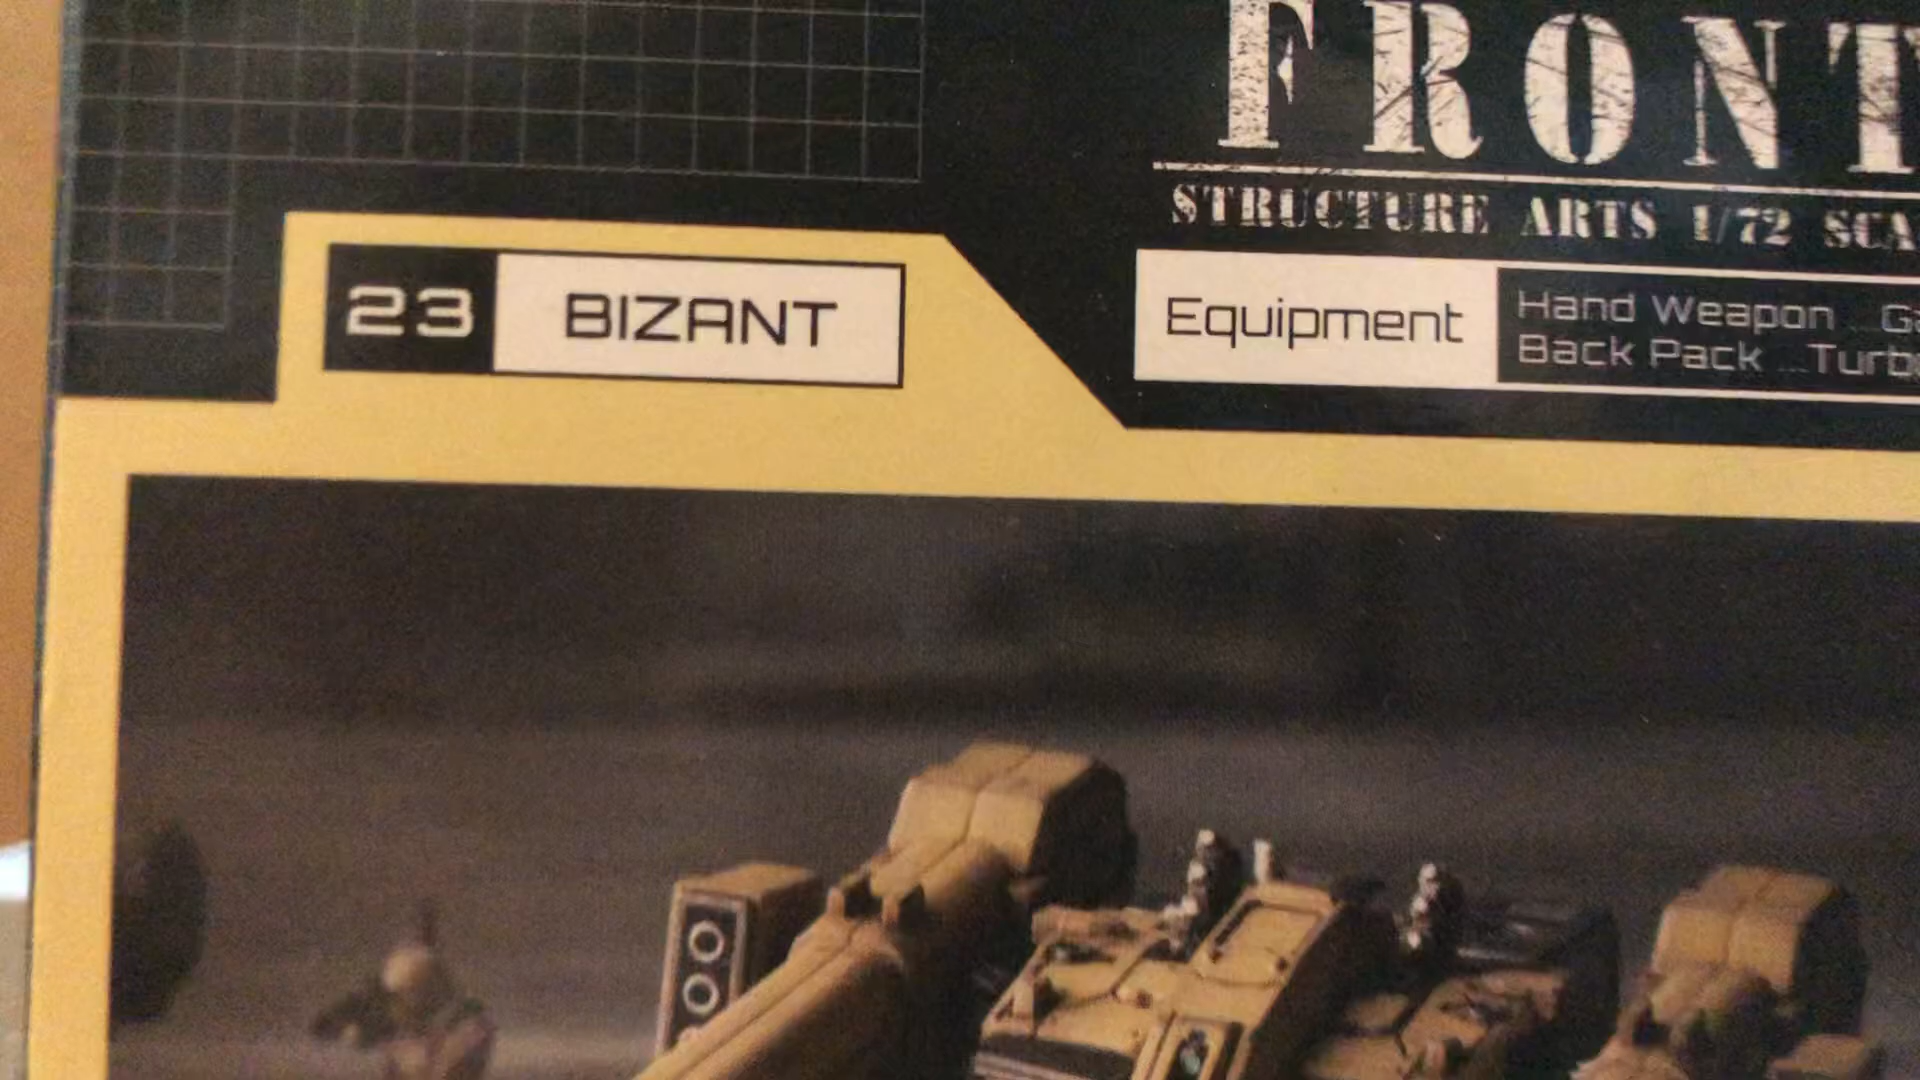 FRONT
STRUCTURE ARTS 1/72
23 BIZANT
Equipment
Hand Weapon
Back Pack ...